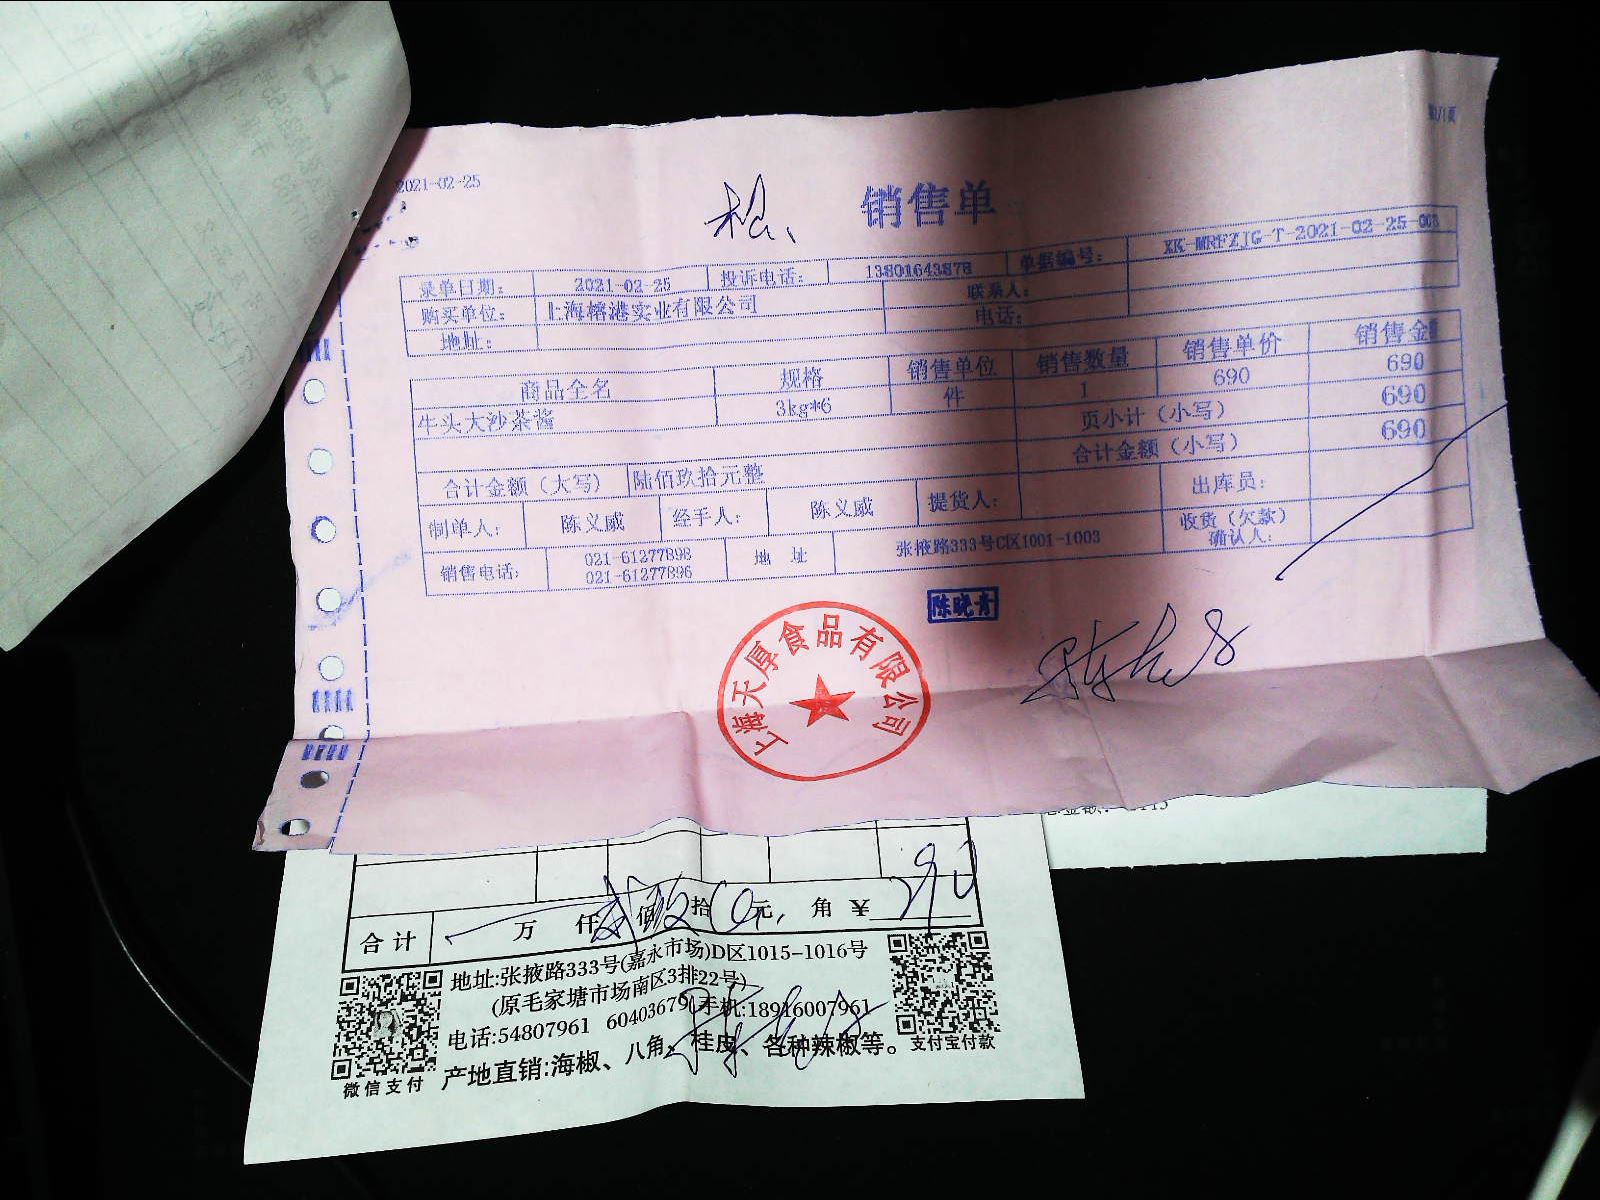 2021-02-25
销售单
录单日期: 2021-02-25 投诉电话: 13801643878 单据编号: XK-MRFZJG-T-2021-02-25-008
购买单位: 上海榕港实业有限公司 联系人:
地址: 电话:
商品全名 规格 销售单位 销售数量 销售单价 销售金额
牛头大沙茶酱 3kg*6 件 1 690 690
页小计(小写) 690
合计金额(小写) 690
合计金额(大写) 陆佰玖拾元整
制单人: 陈义威 经手人: 陈义威 提货人: 出库员:
销售电话: 021-61277898 021-61277896 地址 张掖路333号C区1001-1003 收货(欠款)确认人:
陈晓青
上海天厚食品有限公司
合计 万 仟 贰 佰 玖 拾 0 元 角 ¥ 290
地址:张掖路333号(嘉永市场)D区1015-1016号
(原毛家塘市场南区3排22号)
电话:54807961 60403679 手机:18916007961
产地直销:海椒、八角、桂皮、各种辣椒等。
微信支付
支付宝付款